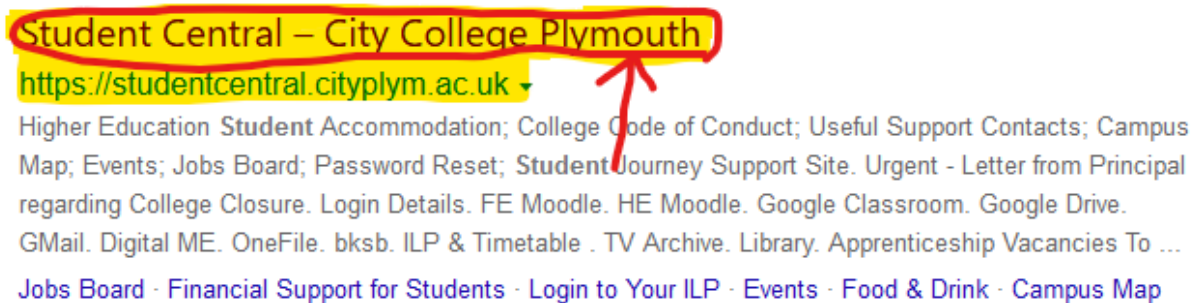 Student Central – City College Plymouth
https://studentcentral.cityplym.ac.uk
Higher Education Student Accommodation; College Code of Conduct; Useful Support Contacts; Campus
Map; Events; Jobs Board; Password Reset; Student Journey Support Site. Urgent - Letter from Principal
regarding College Closure. Login Details. FE Moodle. HE Moodle. Google Classroom. Google Drive.
GMail. Digital ME. OneFile. bksb. ILP & Timetable . TV Archive. Library. Apprenticeship Vacancies To ...
Jobs Board · Financial Support for Students · Login to Your ILP · Events · Food & Drink · Campus Map